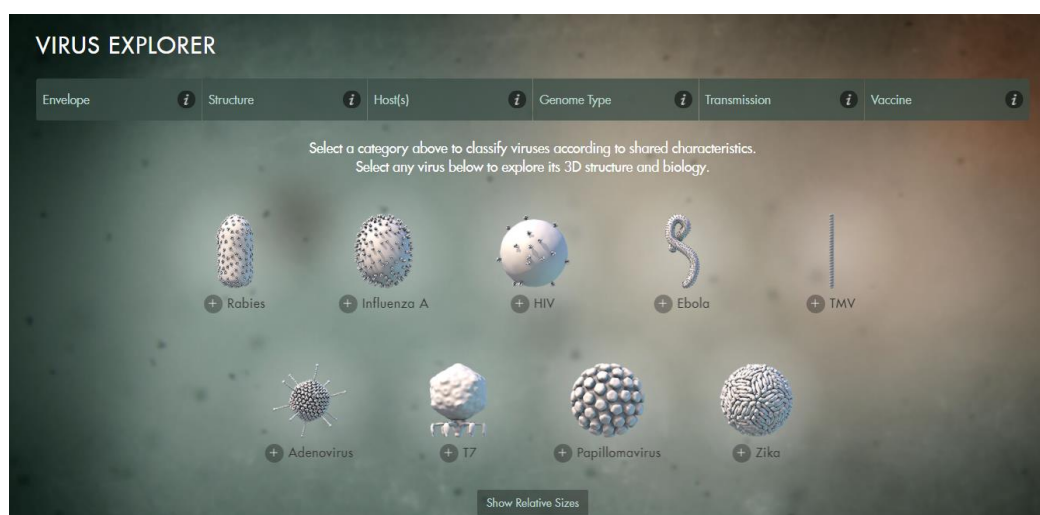 VIRUS EXPLORER
Envelope i Structure i Host(s) i Genome Type i Transmission i Vaccine i
Select a category above to classify viruses according to shared characteristics.
Select any virus below to explore its 3D structure and biology.
+ Rabies + Influenza A + HIV + Ebola + TMV
+ Adenovirus + T7 + Papillomavirus + Zika
Show Relative Sizes